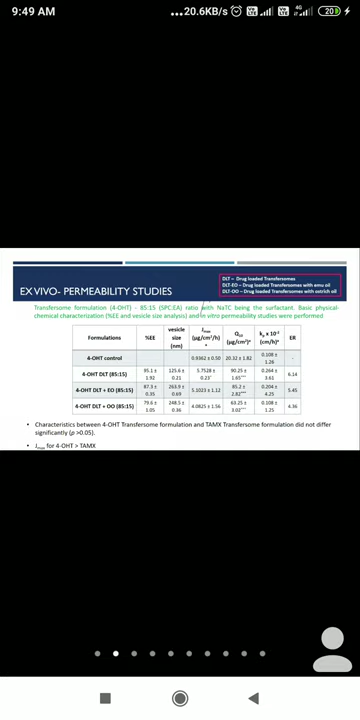 9:49 AM
...20.6KB/s
4G
20
DLT – Drug loaded Transfersomes
DLT-EO – Drug loaded Transfersomes with emu oil
DLT-OO – Drug loaded Transfersomes with ostrich oil
EX VIVO- PERMEABILITY STUDIES
Transfersome formulation (4-OHT) - 85:15 (SPC:EA) ratio with NaTC being the surfactant. Basic physical-
chemical characterization (%EE and vesicle size analysis) and in vitro permeability studies were performed
Formulations %EE vesicle size (nm) Jmax (µg/cm²/h) * Q24 (µg/cm²)* kp x 10⁻² (cm/h)* ER
4-OHT control 0.9362 ± 0.50 20.32 ± 1.82 0.108 ± 1.26 -
4-OHT DLT (85:15) 95.1 ± 1.92 125.6 ± 0.21 5.7528 ± 0.23* 90.21 ± 1.65*** 0.264 ± 3.61 6.14
4-OHT DLT + EO (85:15) 87.3 ± 0.35 263.9 ± 0.69 5.1023 ± 1.12 85.2 ± 2.82*** 0.204 ± 4.25 5.45
4-OHT DLT + OO (85:15) 79.6 ± 1.05 248.5 ± 0.36 4.0825 ± 1.56 63.25 ± 3.02*** 0.108 ± 1.25 4.36
• Characteristics between 4-OHT Transfersome formulation and TAMX Transfersome formulation did not differ
significantly (p >0.05).
• Jmax for 4-OHT > TAMX